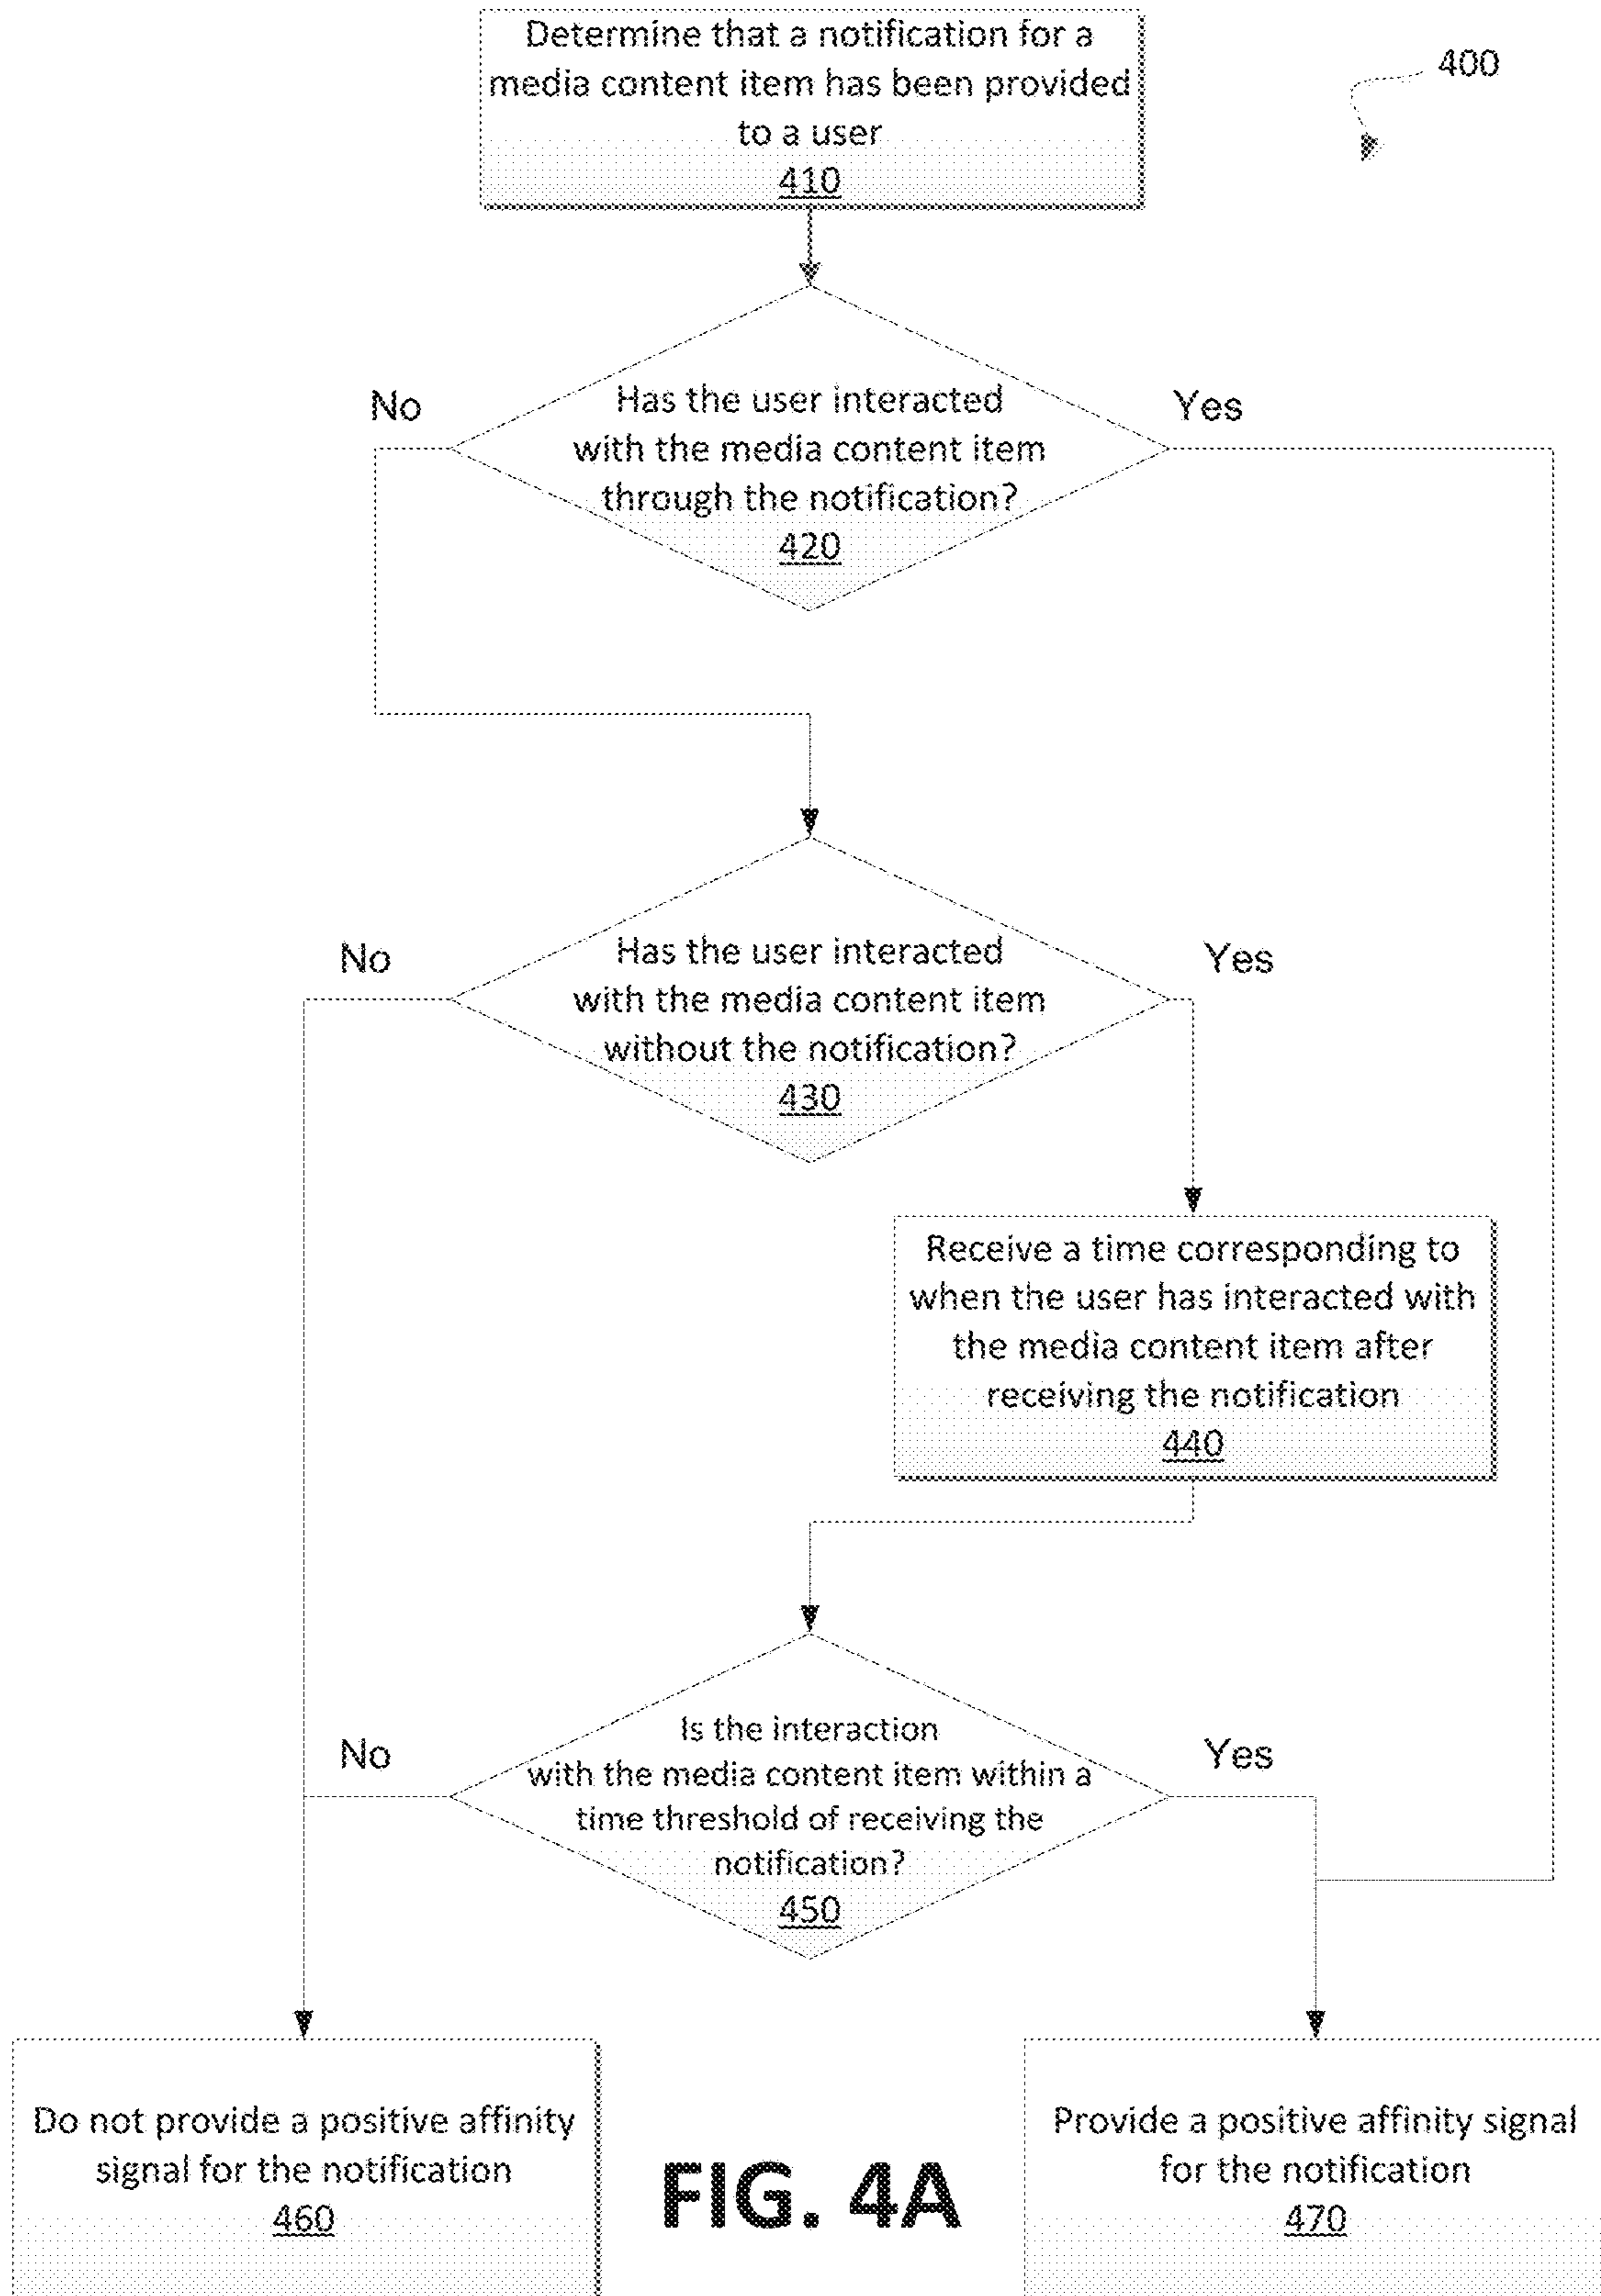 Determine that a notification for a
media content item has been provided
to a user
410
400
No
Yes
Has the user interacted
with the media content item
through the notification?
420
No
Yes
Has the user interacted
with the media content item
without the notification?
430
Receive a time corresponding to
when the user has interacted with
the media content item after
receiving the notification
440
No
Yes
Is the interaction
with the media content item within a
time threshold of receiving the
notification?
450
Do not provide a positive affinity
signal for the notification
460
FIG. 4A
Provide a positive affinity signal
for the notification
470